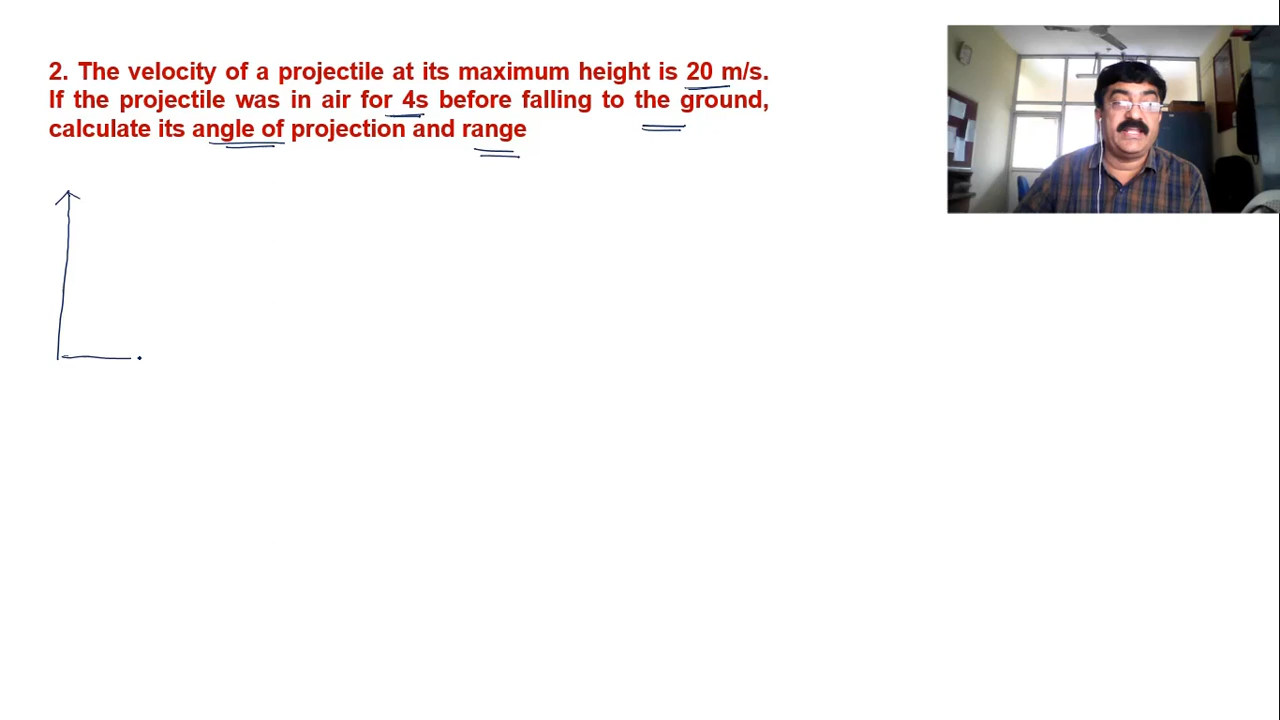 2. The velocity of a projectile at its maximum height is 20 m/s.
If the projectile was in air for 4s before falling to the ground,
calculate its angle of projection and range